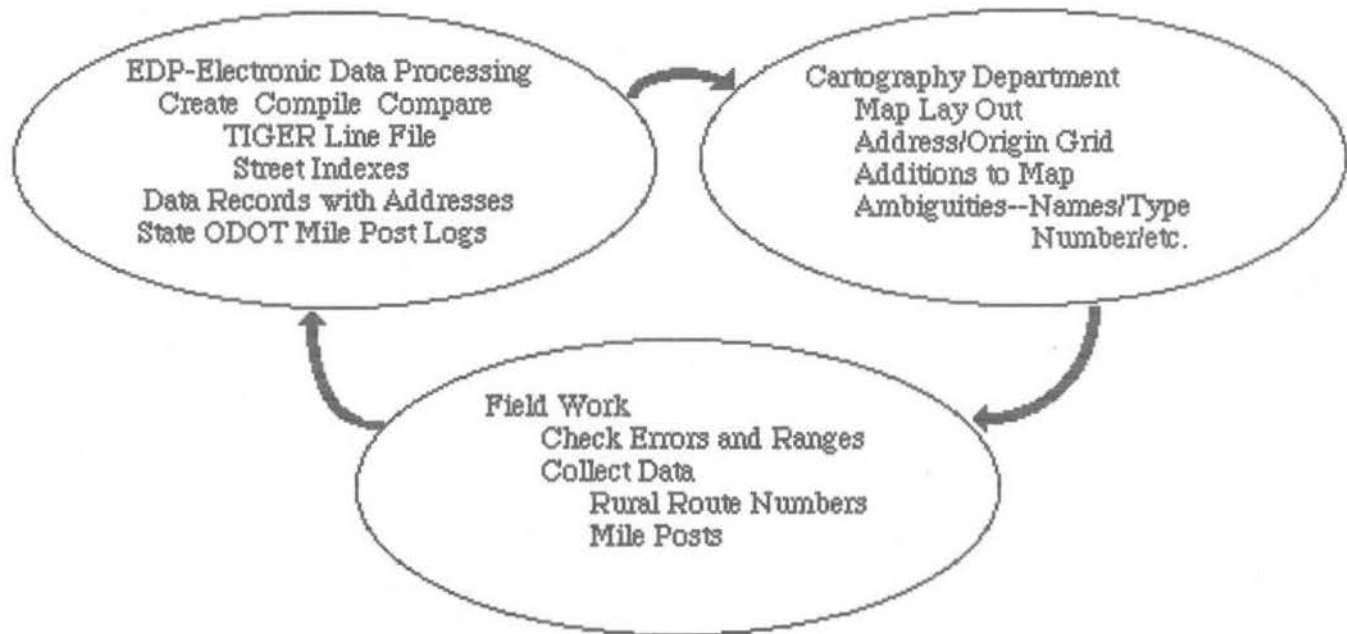 EDP-Electronic Data Processing
Create Compile Compare
TIGER Line File
Street Indexes
Data Records with Addresses
State ODOT Mile Post Logs
Cartography Department
Map Lay Out
Address/Origin Grid
Additions to Map
Ambiguities--Names/Type
Number/etc.
Field Work
Check Errors and Ranges
Collect Data
Rural Route Numbers
Mile Posts